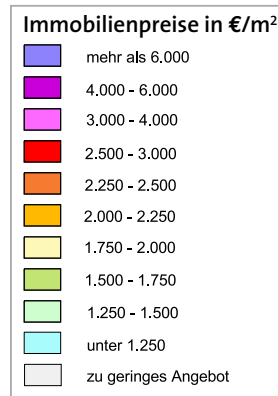 Immobilienpreise in €/m²
mehr als 6.000
4.000 - 6.000
3.000 - 4.000
2.500 - 3.000
2.250 - 2.500
2.000 - 2.250
1.750 - 2.000
1.500 - 1.750
1.250 - 1.500
unter 1.250
zu geringes Angebot